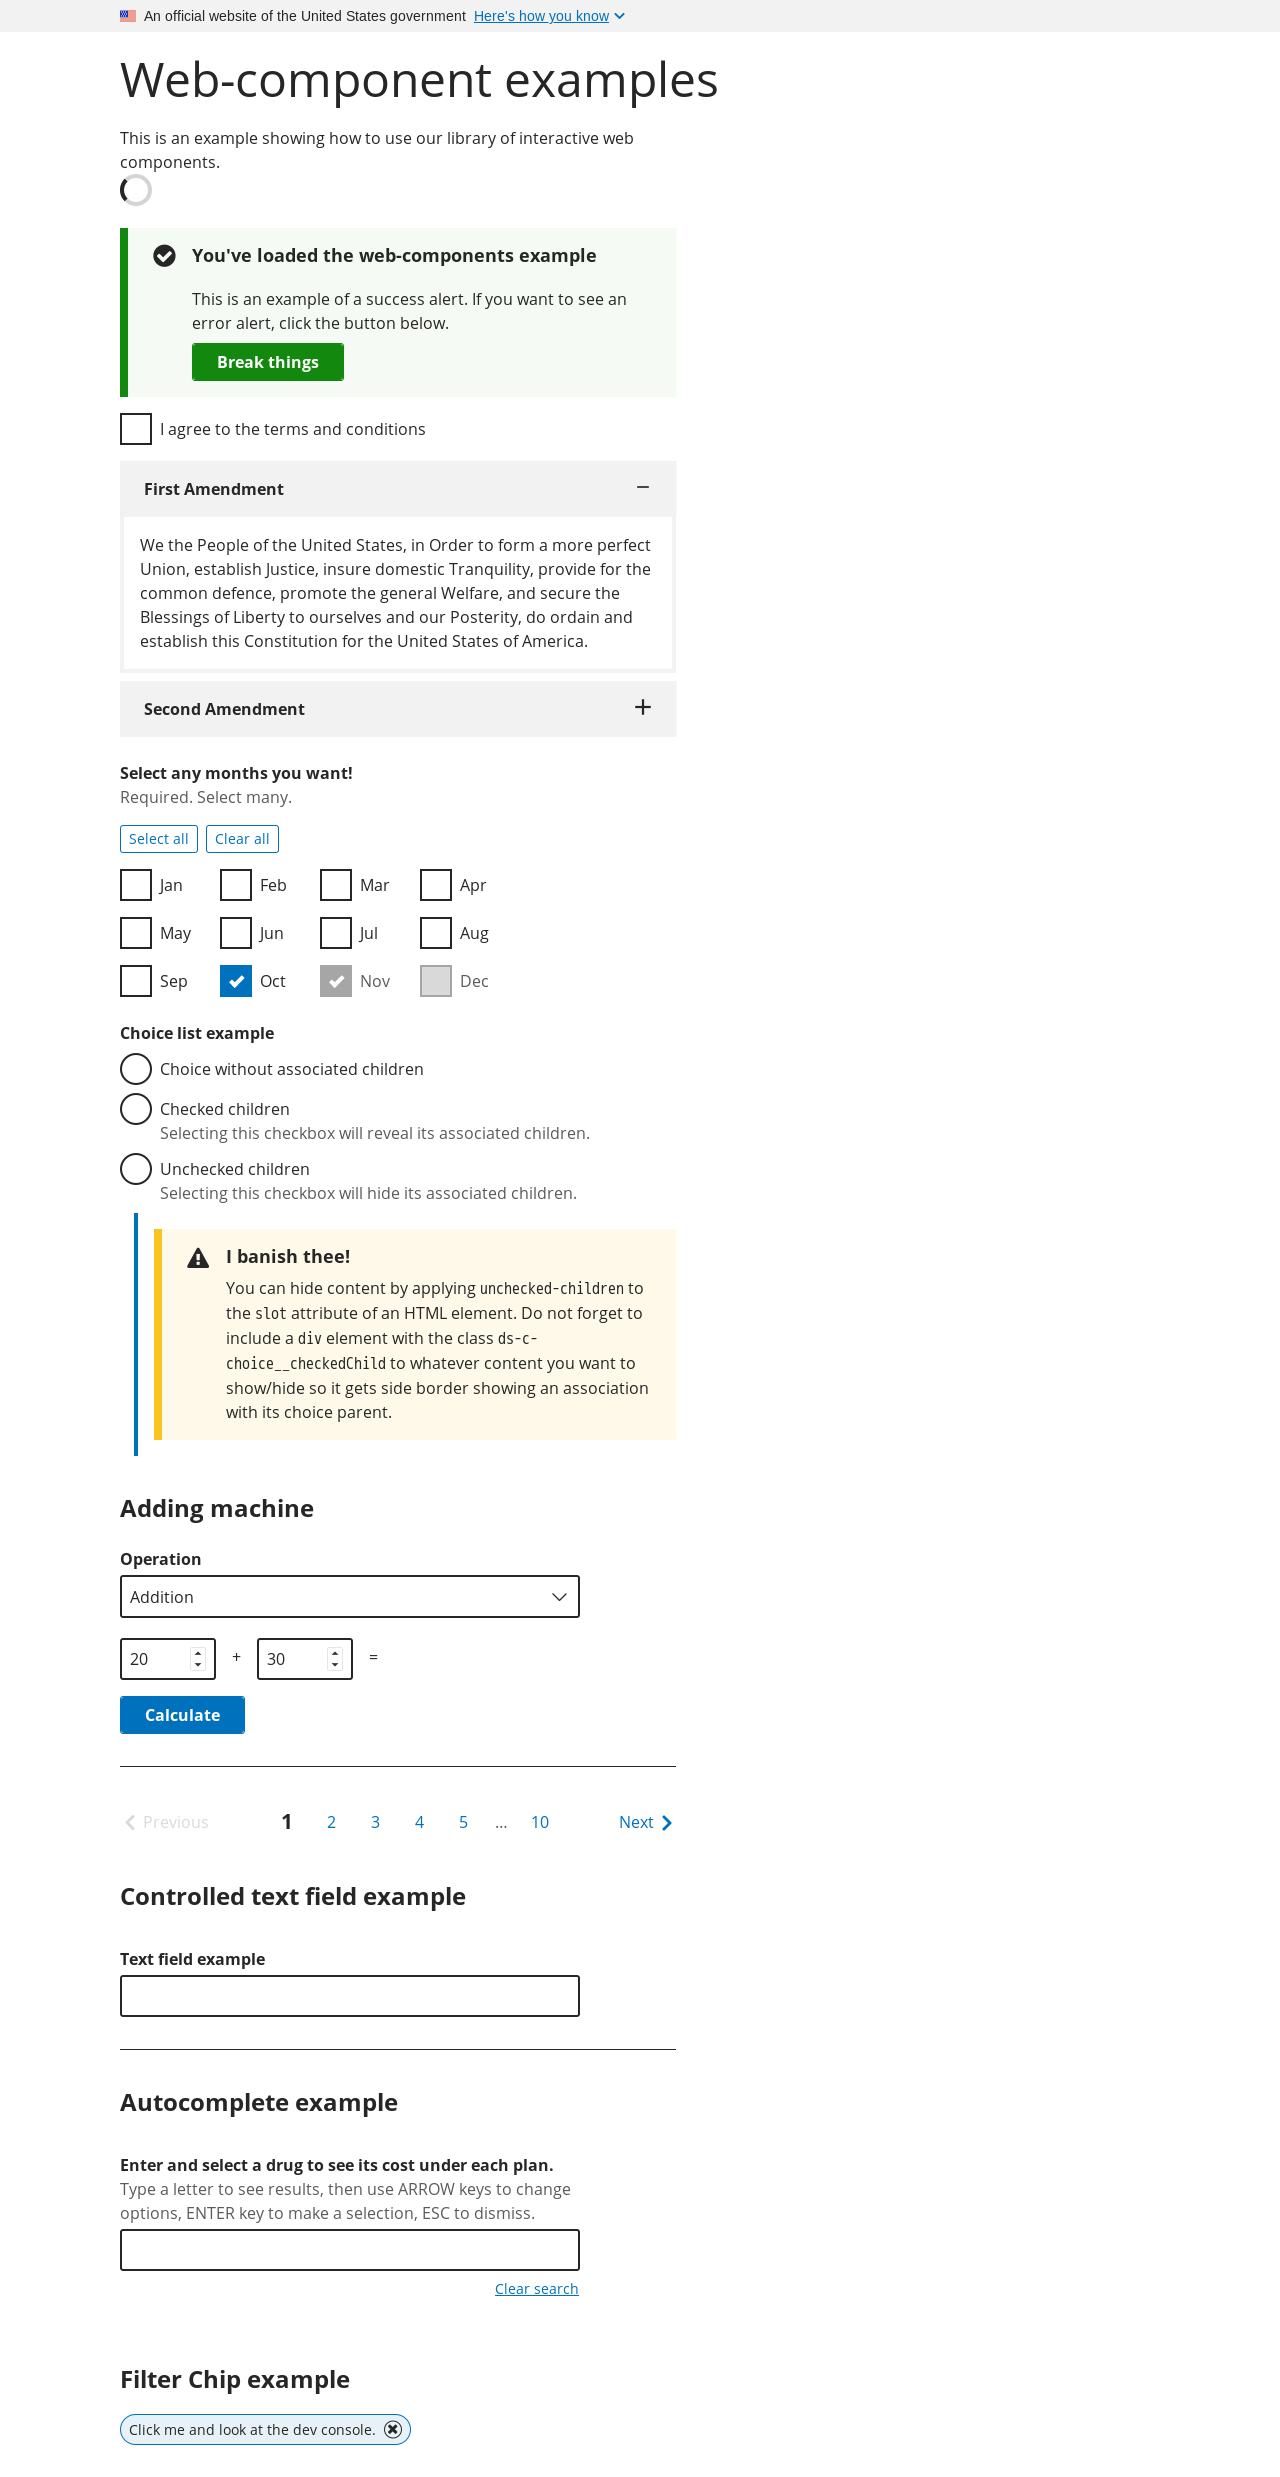 An official website of the United States government Here's how you know
Web-component examples
This is an example showing how to use our library of interactive web
components.
You've loaded the web-components example
This is an example of a success alert. If you want to see an
error alert, click the button below.
Break things
I agree to the terms and conditions
First Amendment
We the People of the United States, in Order to form a more perfect
Union, establish Justice, insure domestic Tranquility, provide for the
common defence, promote the general Welfare, and secure the
Blessings of Liberty to ourselves and our Posterity, do ordain and
establish this Constitution for the United States of America.
Second Amendment
Select any months you want!
Required. Select many.
Select all Clear all
Jan Feb Mar Apr
May Jun Jul Aug
Sep Oct Nov Dec
Choice list example
Choice without associated children
Checked children
Selecting this checkbox will reveal its associated children.
Unchecked children
Selecting this checkbox will hide its associated children.
I banish thee!
You can hide content by applying unchecked-children to
the slot attribute of an HTML element. Do not forget to
include a div element with the class ds-c-
choice__checkedChild to whatever content you want to
show/hide so it gets side border showing an association
with its choice parent.
Adding machine
Operation
Addition
20 + 30 =
Calculate
Previous 1 2 3 4 5 … 10 Next
Controlled text field example
Text field example
Autocomplete example
Enter and select a drug to see its cost under each plan.
Type a letter to see results, then use ARROW keys to change
options, ENTER key to make a selection, ESC to dismiss.
Clear search
Filter Chip example
Click me and look at the dev console.